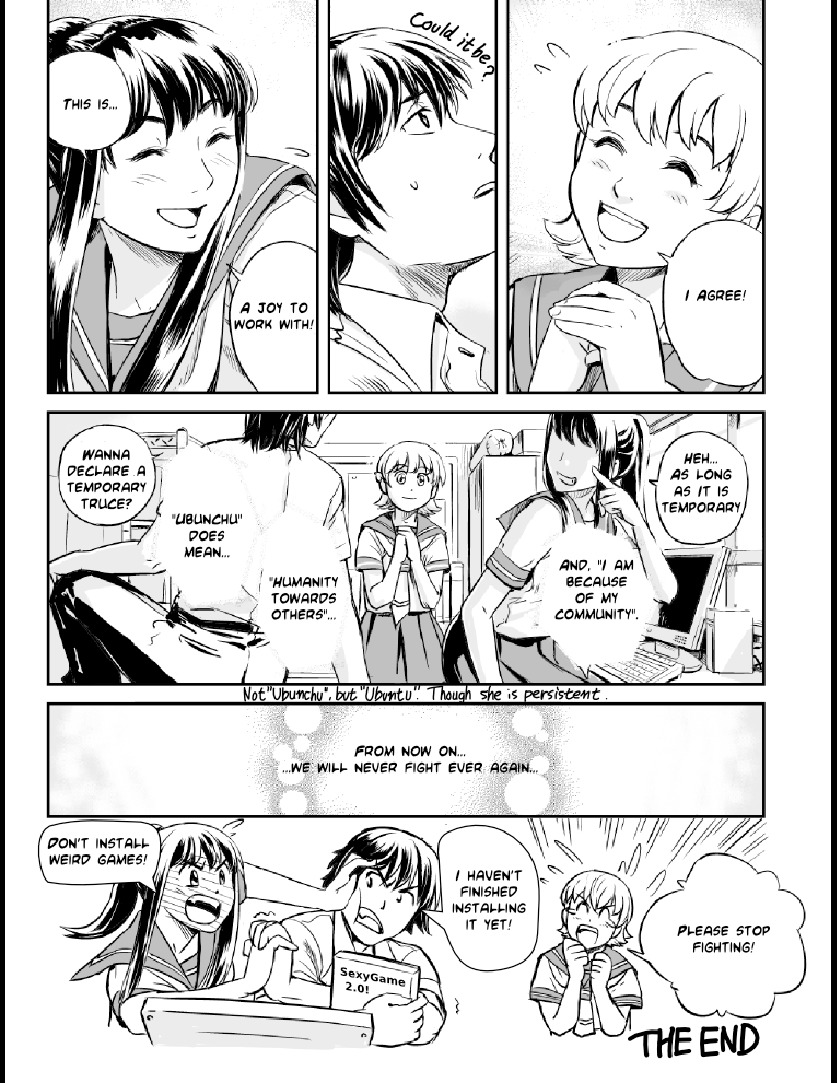 THIS IS...
A JOY TO
WORK WITH!
Could it be?
I AGREE!
WANNA
DECLARE A
TEMPORARY
TRUCE?
"UBUNCHU"
DOES
MEAN...
"HUMANITY
TOWARDS
OTHERS"...
HEH...
AS LONG
AS IT IS
TEMPORARY
AND, "I AM
BECAUSE
OF MY
COMMUNITY".
Not "Ubunchu", but "Ubuntu". Though she is persistent.
FROM NOW ON...
...WE WILL NEVER FIGHT EVER AGAIN...
DON'T INSTALL
WEIRD GAMES!
I HAVEN'T
FINISHED
INSTALLING
IT YET!
SexyGame
2.0!
PLEASE STOP
FIGHTING!
THE END